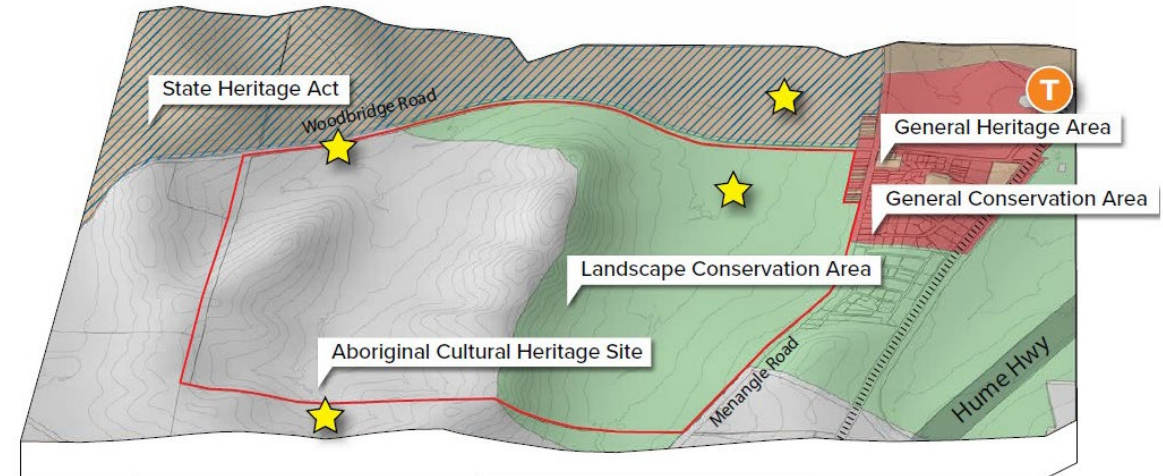 State Heritage Act
Woodbridge Road
T
General Heritage Area
General Conservation Area
Landscape Conservation Area
Aboriginal Cultural Heritage Site
Menangle Road
Hume Hwy